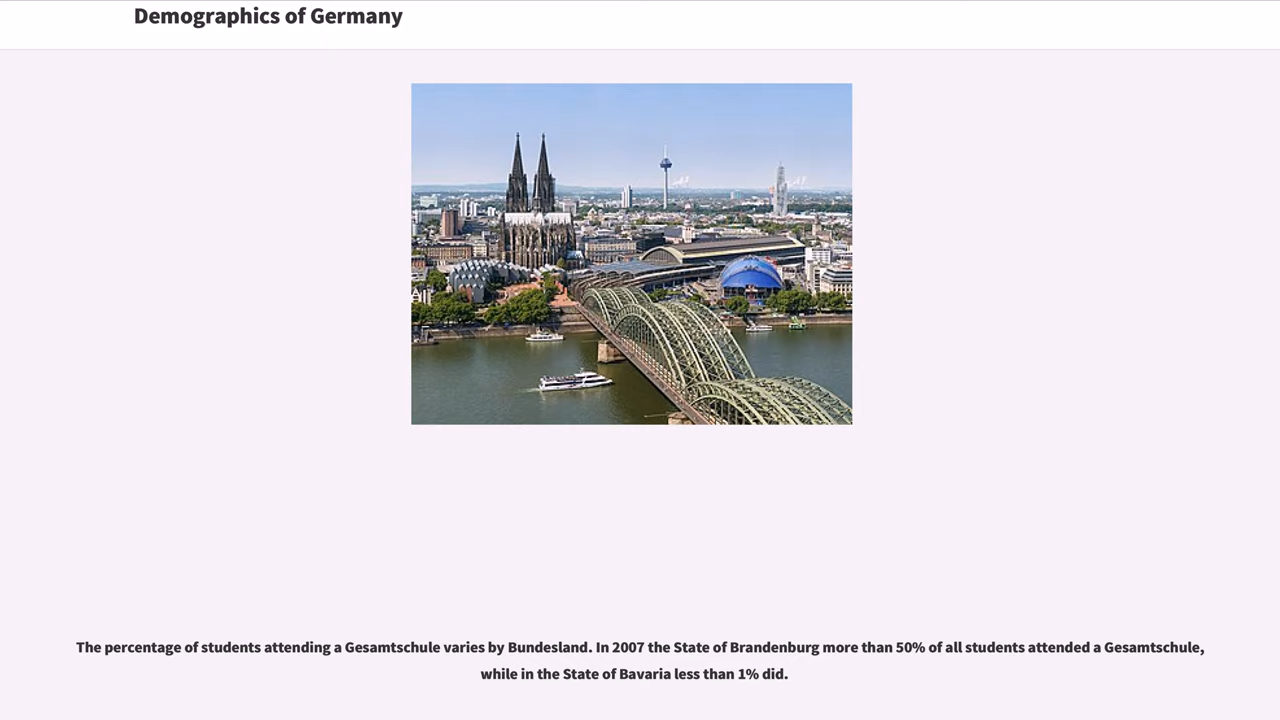 Demographics of Germany
The percentage of students attending a Gesamtschule varies by Bundesland. In 2007 the State of Brandenburg more than 50% of all students attended a Gesamtschule,
while in the State of Bavaria less than 1% did.